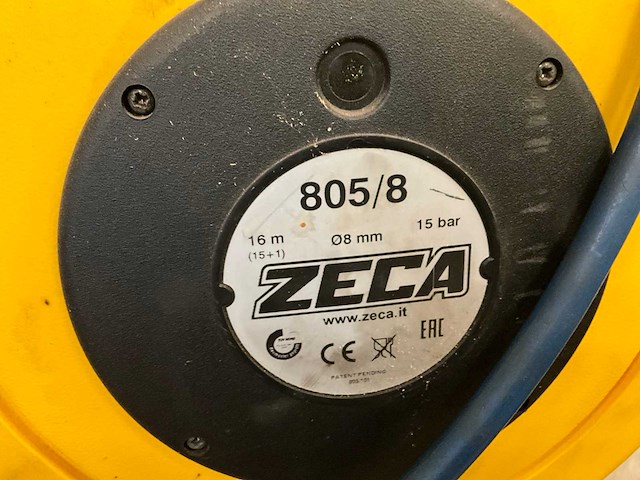 805/8
16 m Ø8 mm 15 bar
(15+1)
ZECA
www.zeca.it
CE EAC
PATENT PENDING